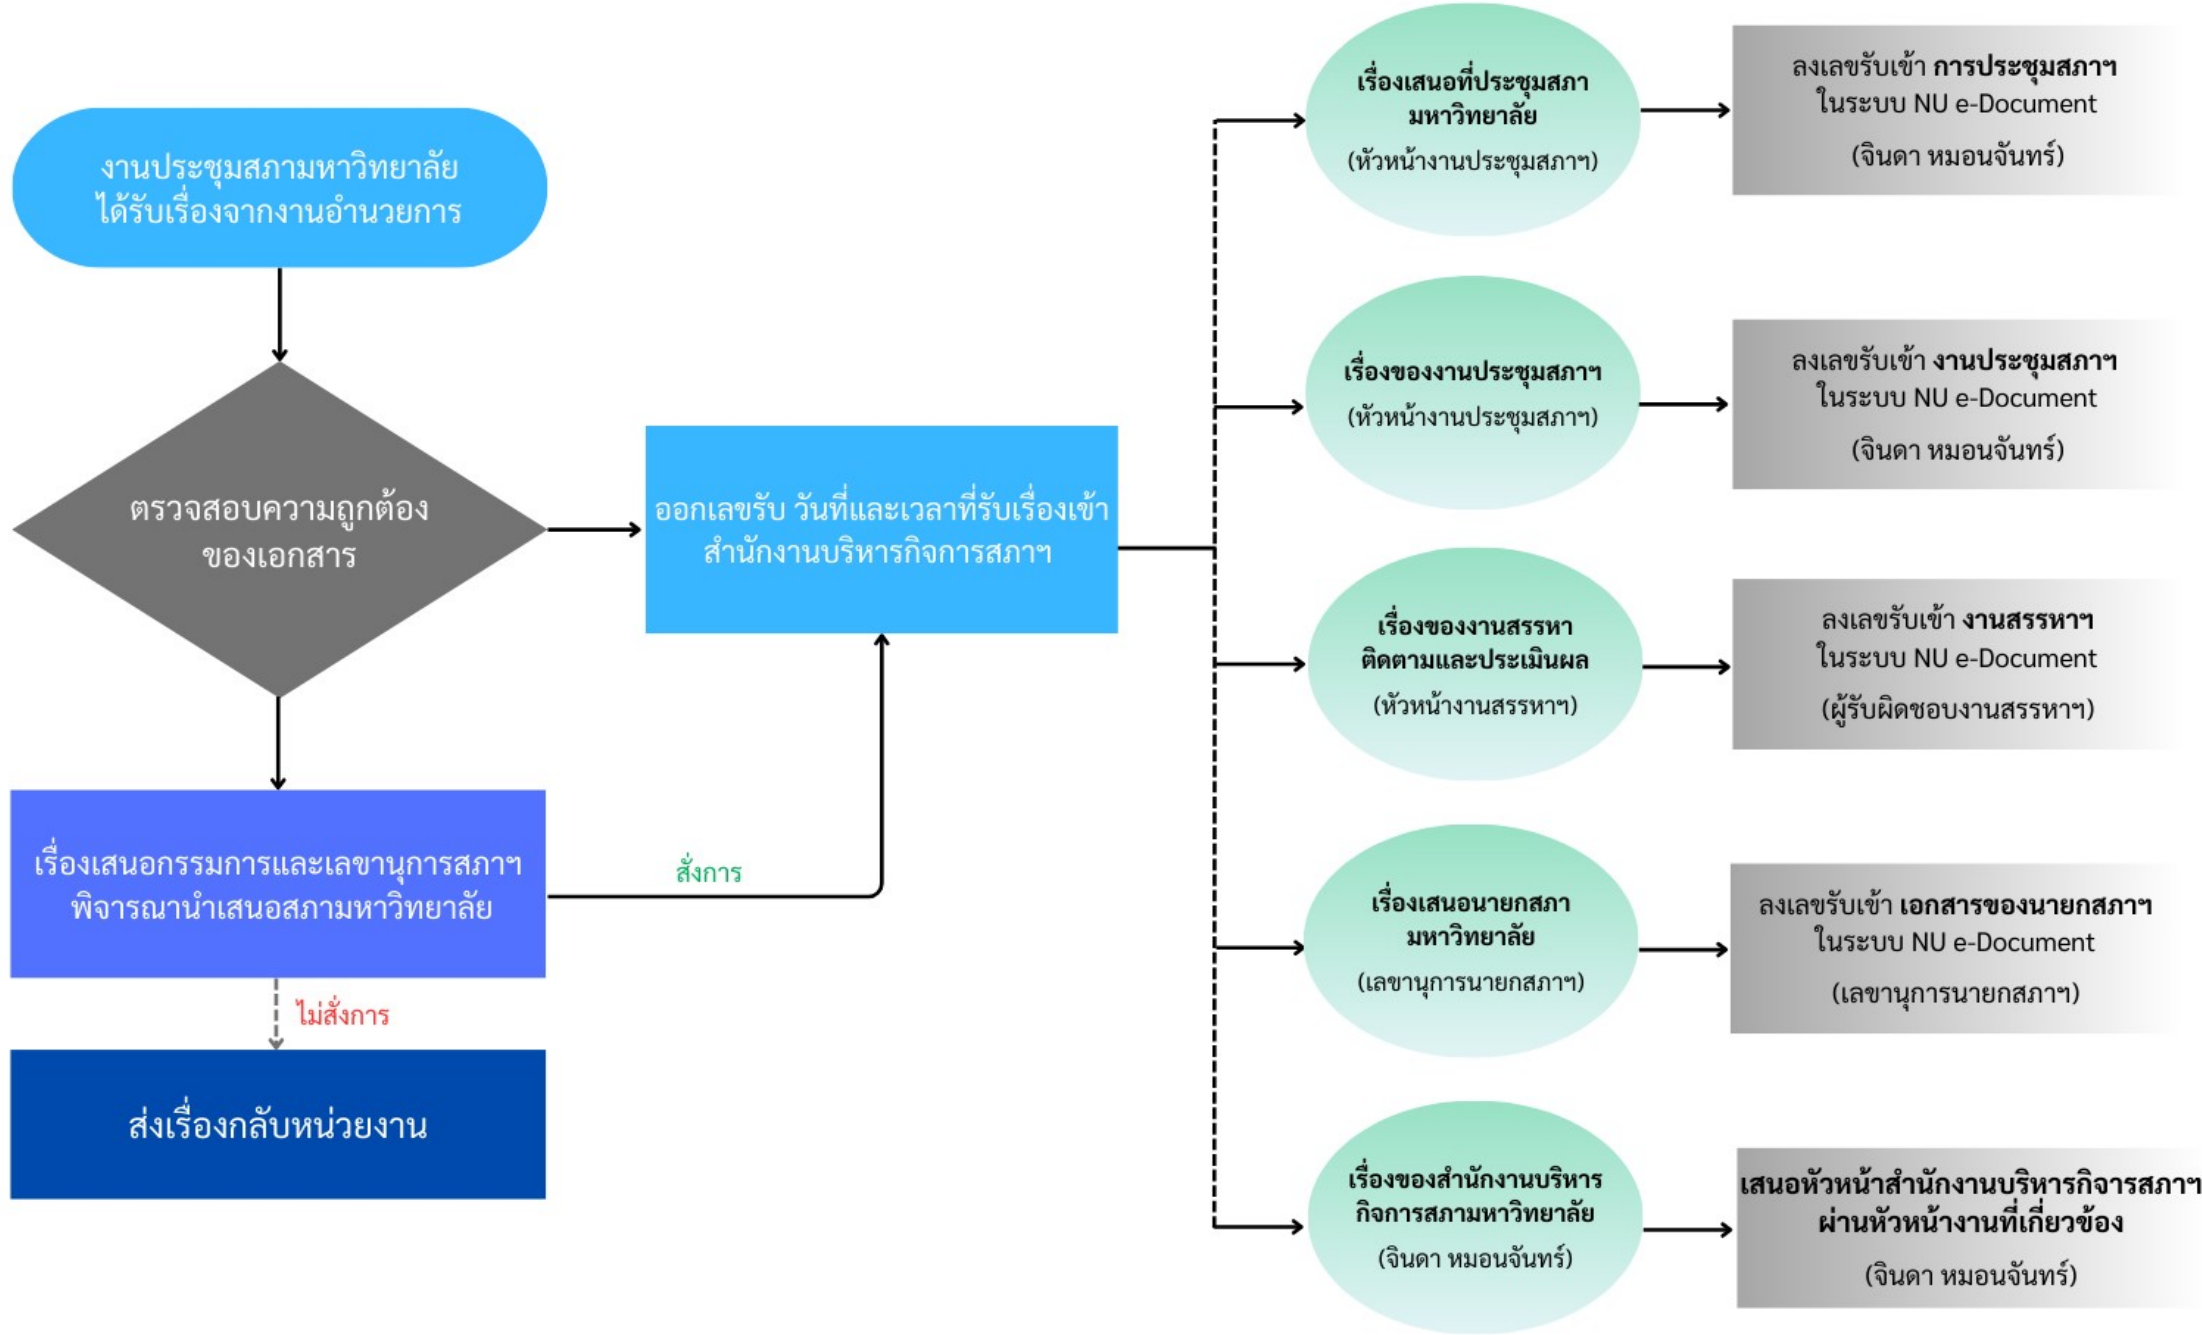 งานประชุมสภามหาวิทยาลัย
ได้รับเรื่องจากงานอำนวยการ
ตรวจสอบความถูกต้อง
ของเอกสาร
เรื่องเสนอกรรมการและเลขานุการสภาฯ
พิจารณานำเสนอสภามหาวิทยาลัย
สั่งการ
ไม่สั่งการ
ส่งเรื่องกลับหน่วยงาน
ออกเลขรับ วันที่และเวลาที่รับเรื่องเข้า
สำนักงานบริหารกิจการสภาฯ
เรื่องเสนอที่ประชุมสภา
มหาวิทยาลัย
(หัวหน้างานประชุมสภาฯ)
ลงเลขรับเข้า การประชุมสภาฯ
ในระบบ NU e-Document
(จินดา หมอนจันทร์)
เรื่องของงานประชุมสภาฯ
(หัวหน้างานประชุมสภาฯ)
ลงเลขรับเข้า งานประชุมสภาฯ
ในระบบ NU e-Document
(จินดา หมอนจันทร์)
เรื่องของงานสรรหา
ติดตามและประเมินผล
(หัวหน้างานสรรหาฯ)
ลงเลขรับเข้า งานสรรหาฯ
ในระบบ NU e-Document
(ผู้รับผิดชอบงานสรรหาฯ)
เรื่องเสนอนายกสภา
มหาวิทยาลัย
(เลขานุการนายกสภาฯ)
ลงเลขรับเข้า เอกสารของนายกสภาฯ
ในระบบ NU e-Document
(เลขานุการนายกสภาฯ)
เรื่องของสำนักงานบริหาร
กิจการสภามหาวิทยาลัย
(จินดา หมอนจันทร์)
เสนอหัวหน้าสำนักงานบริหารกิจารสภาฯ
ผ่านหัวหน้างานที่เกี่ยวข้อง
(จินดา หมอนจันทร์)